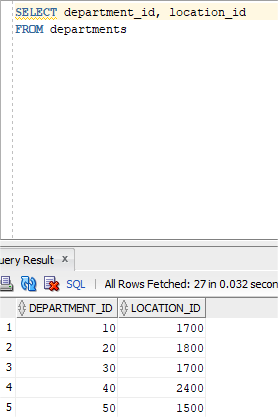 SELECT department_id, location_id
FROM departments
uery Result x
SQL | All Rows Fetched: 27 in 0.032 secon
DEPARTMENT_ID LOCATION_ID
1 10 1700
2 20 1800
3 30 1700
4 40 2400
5 50 1500